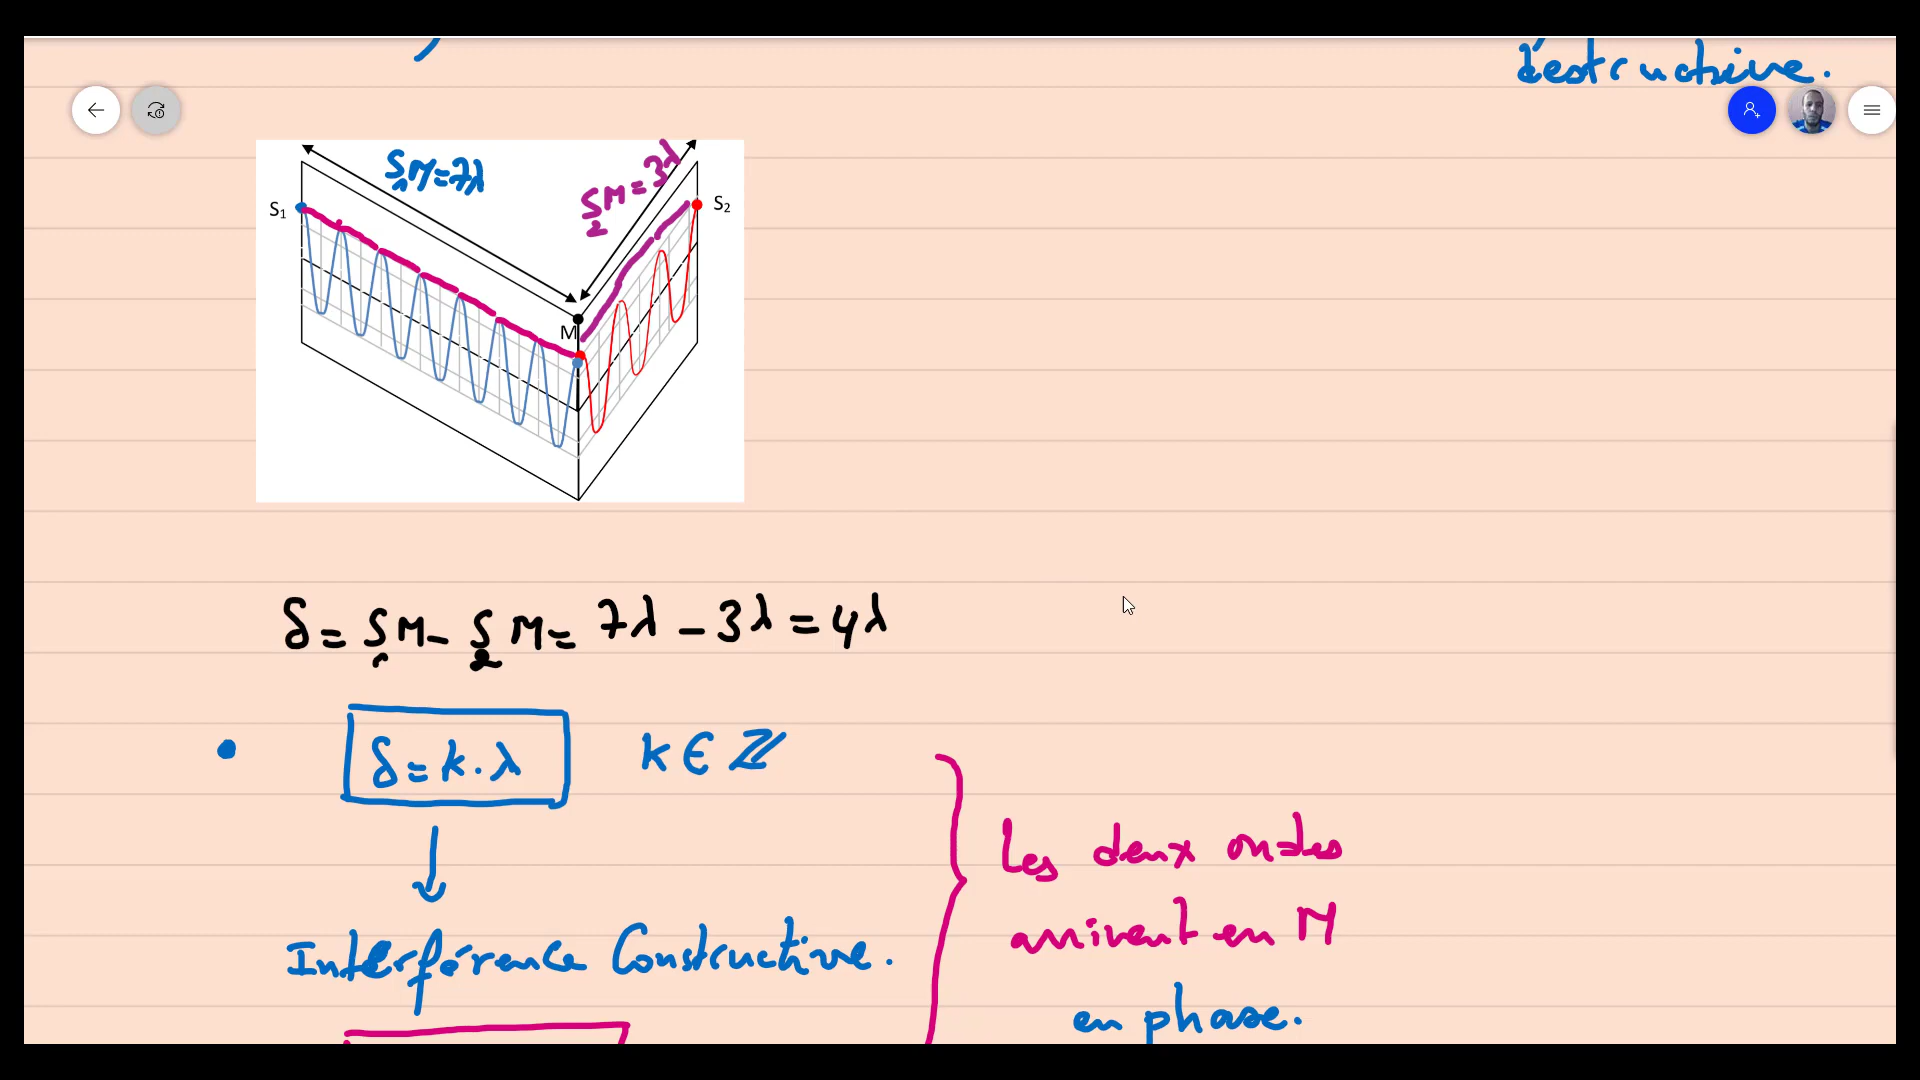 destructive.
S₁M=7λ
S₂M=3λ
S₁
S₂
M
δ = S₁M - S₂M = 7λ - 3λ = 4λ
• δ = k.λ k ∈ ℤ
Les deux ondes
arrivent en M
en phase.
Interférence Constructive.